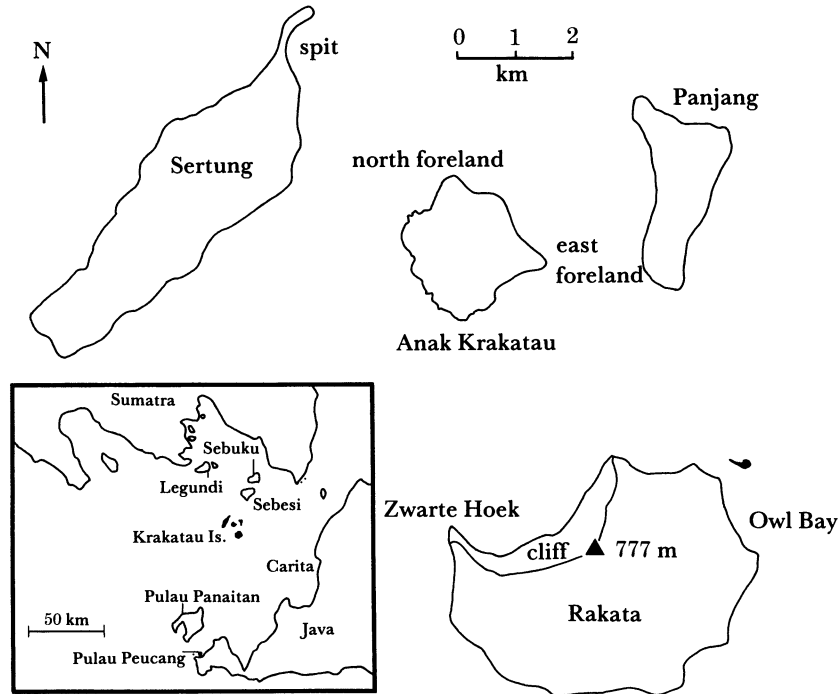 N
spit
0 1 2
km
Panjang
Sertung
north foreland
east
foreland
Anak Krakatau
Sumatra
Sebuku
Legundi
Sebesi
Krakatau Is.
Carita
Pulau Panaitan
50 km
Java
Pulau Peucang
Zwarte Hoek
Owl Bay
cliff
777 m
Rakata